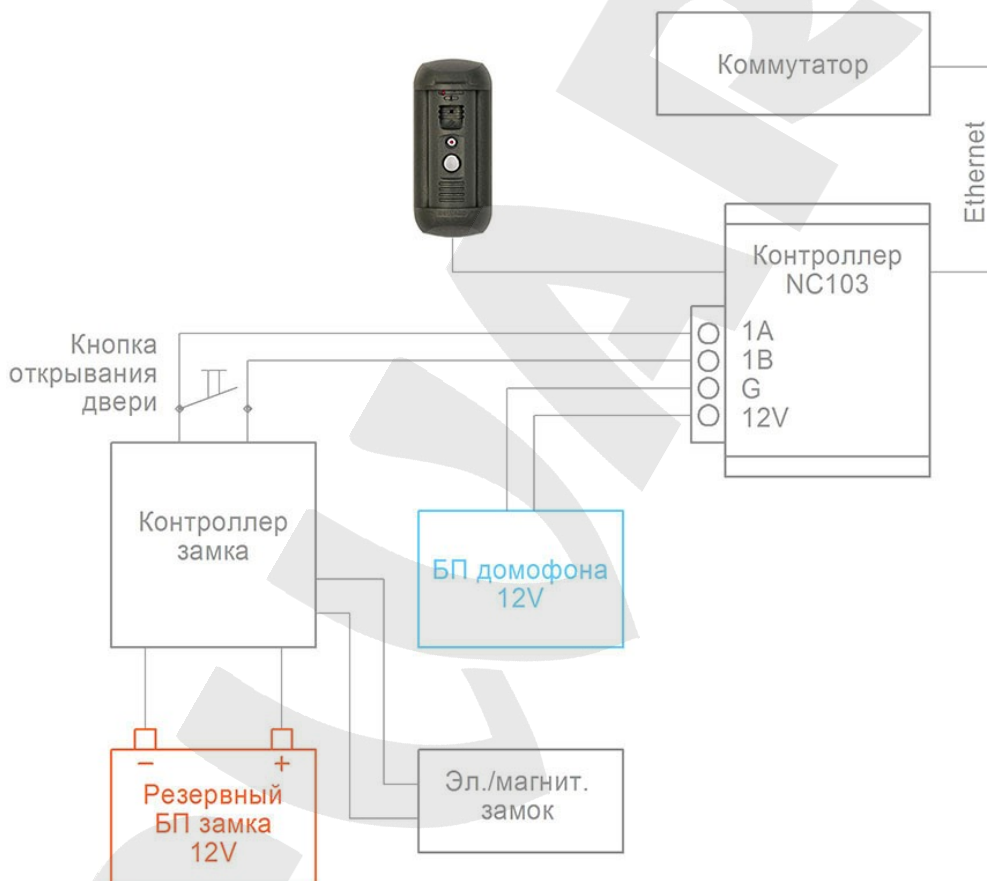 Коммутатор
Ethernet
Контроллер
NC103
1A
1B
G
12V
Кнопка
открывания
двери
Контроллер
замка
БП домофона
12V
− +
Резервный
БП замка
12V
Эл./магнит.
замок